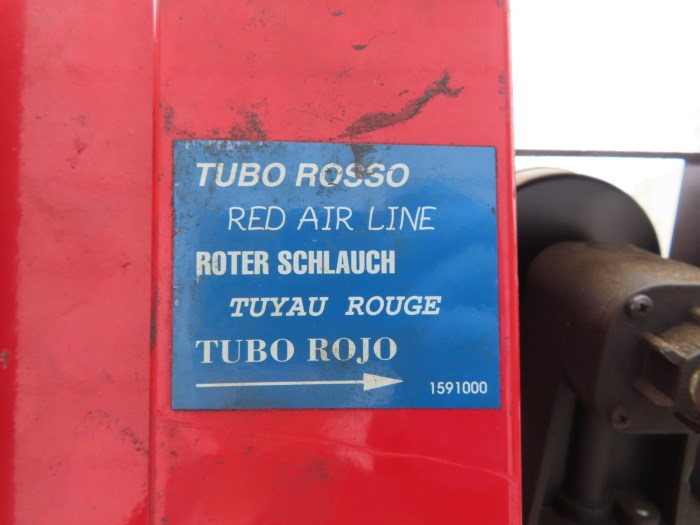 TUBO ROSSO
RED AIR LINE
ROTER SCHLAUCH
TUYAU ROUGE
TUBO ROJO
1591000